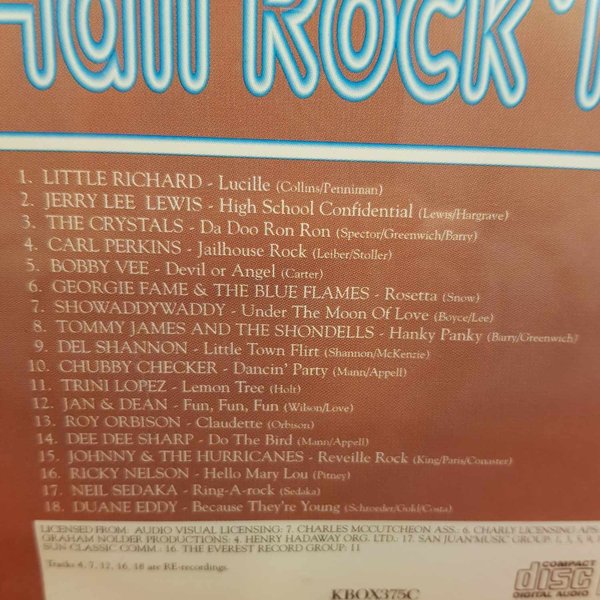 Hall Rock
1. LITTLE RICHARD - Lucille (Collins/Penniman)
2. JERRY LEE LEWIS - High School Confidential (Lewis/Hargrave)
3. THE CRYSTALS - Da Doo Ron Ron (Spector/Greenwich/Barry)
4. CARL PERKINS - Jailhouse Rock (Leiber/Stoller)
5. BOBBY VEE - Devil or Angel (Carter)
6. GEORGIE FAME & THE BLUE FLAMES - Rosetta (Snow)
7. SHOWADDYWADDY - Under The Moon Of Love (Boyce/Lee)
8. TOMMY JAMES AND THE SHONDELLS - Hanky Panky (Barry/Greenwich)
9. DEL SHANNON - Little Town Flirt (Shannon/McKenzie)
10. CHUBBY CHECKER - Dancin' Party (Mann/Appell)
11. TRINI LOPEZ - Lemon Tree (Holt)
12. JAN & DEAN - Fun, Fun, Fun (Wilson/Love)
13. ROY ORBISON - Claudette (Orbison)
14. DEE DEE SHARP - Do The Bird (Mann/Appell)
15. JOHNNY & THE HURRICANES - Reveille Rock (King/Paris/Conaster)
16. RICKY NELSON - Hello Mary Lou (Pitney)
17. NEIL SEDAKA - Ring-A-rock (Sedaka)
18. DUANE EDDY - Because They're Young (Schroeder/Gold/Costa)
LICENSED FROM: AUDIO VISUAL LICENSING: 7. CHARLES MCCUTCHEON ASS.: 6. CHARLY LICENSING APS:
GRAHAM NOLDER PRODUCTIONS: 4. HENRY HADAWAY ORG. LTD.: 17. SAN JUAN MUSIC GROUP: 1, 3, 5,
SUN CLASSIC COMM.: 16. THE EVEREST RECORD GROUP: 11
Tracks 4, 7, 12, 16, 18 are RE-recordings.
COMPACT
disc
DIGITAL AUDIO
KBOX375C